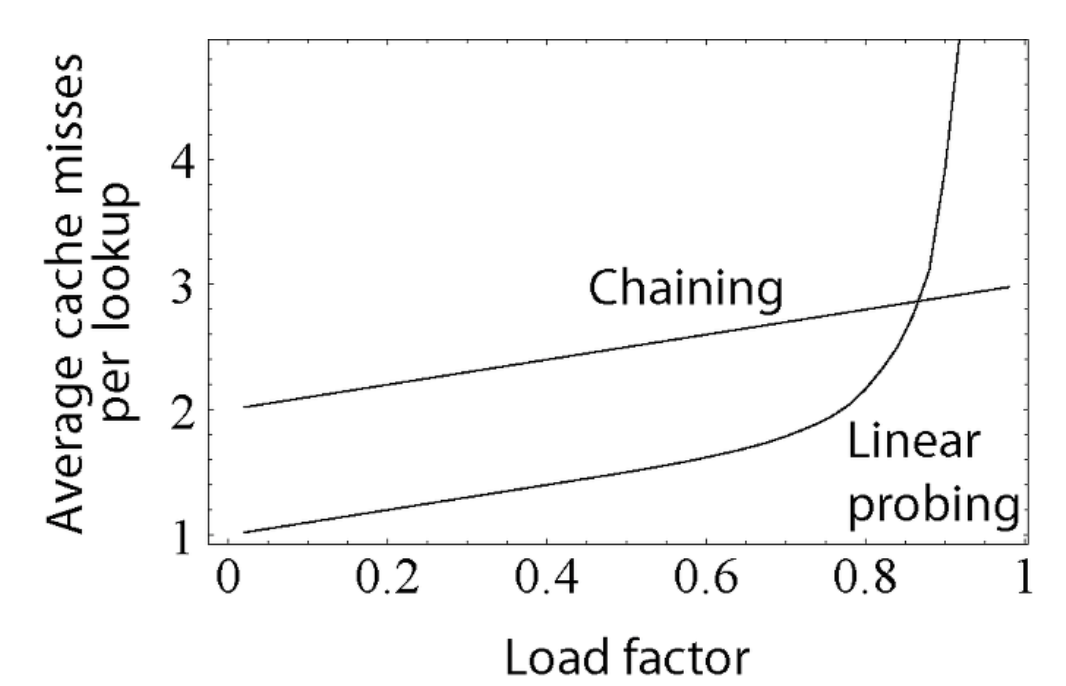 Average cache misses
per lookup
4
3
Chaining
2
Linear
probing
1
0 0.2 0.4 0.6 0.8 1
Load factor